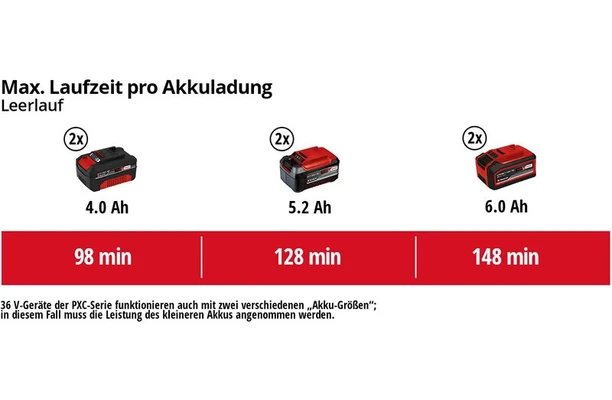 Max. Laufzeit pro Akkuladung
Leerlauf
2x 2x 2x
4.0 Ah 5.2 Ah 6.0 Ah
98 min 128 min 148 min
36 V-Geräte der PXC-Serie funktionieren auch mit zwei verschiedenen „Akku-Größen“;
in diesem Fall muss die Leistung des kleineren Akkus angenommen werden.